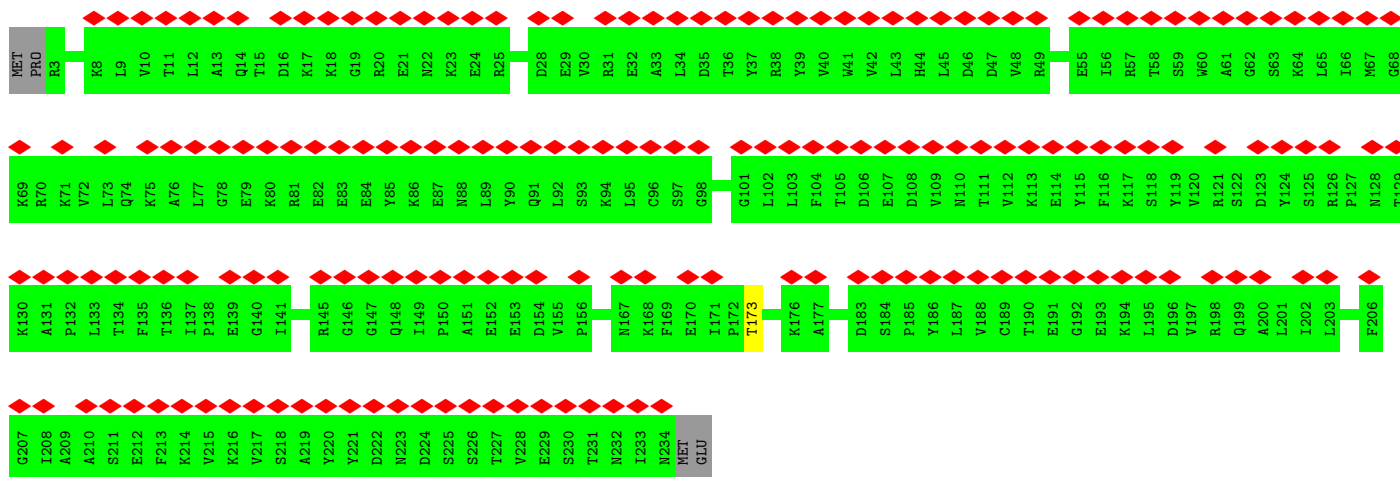 MET PRO R3 K8 L9 V10 T11 L12 A13 Q14 T15 D16 K17 K18 G19 R20 E21 N22 K23 E24 R25 D28 E29 V30 R31 E32 A33 L34 D35 T36 Y37 R38 Y39 V40 W41 V42 L43 H44 L45 D46 D47 V48 R49 E55 I56 R57 T58 S59 W60 A61 G62 S63 K64 L65 I66 M67 G68
K69 R70 K71 V72 L73 Q74 K75 A76 L77 G78 E79 K80 R81 E82 E83 E84 Y85 K86 E87 N88 L89 Y90 Q91 L92 S93 K94 L95 C96 S97 G98 G101 L102 L103 F104 T105 D106 E107 D108 V109 N110 T111 V112 K113 E114 Y115 F116 K117 S118 Y119 V120 R121 S122 D123 Y124 S125 R126 P127 N128 T129
K130 A131 P132 L133 T134 F135 T136 I137 P138 E139 G140 I141 R145 G146 G147 Q148 I149 P150 A151 E152 E153 D154 V155 P156 N167 K168 F169 E170 I171 P172 T173 K176 A177 D183 S184 P185 Y186 L187 V188 C189 T190 E191 G192 E193 K194 L195 D196 V197 R198 Q199 A200 L201 I202 L203 F206
G207 I208 A209 A210 S211 E212 F213 K214 V215 K216 V217 S218 A219 Y220 Y221 D222 N223 D224 S225 S226 T227 V228 E229 S230 T231 N232 I233 N234 MET GLU